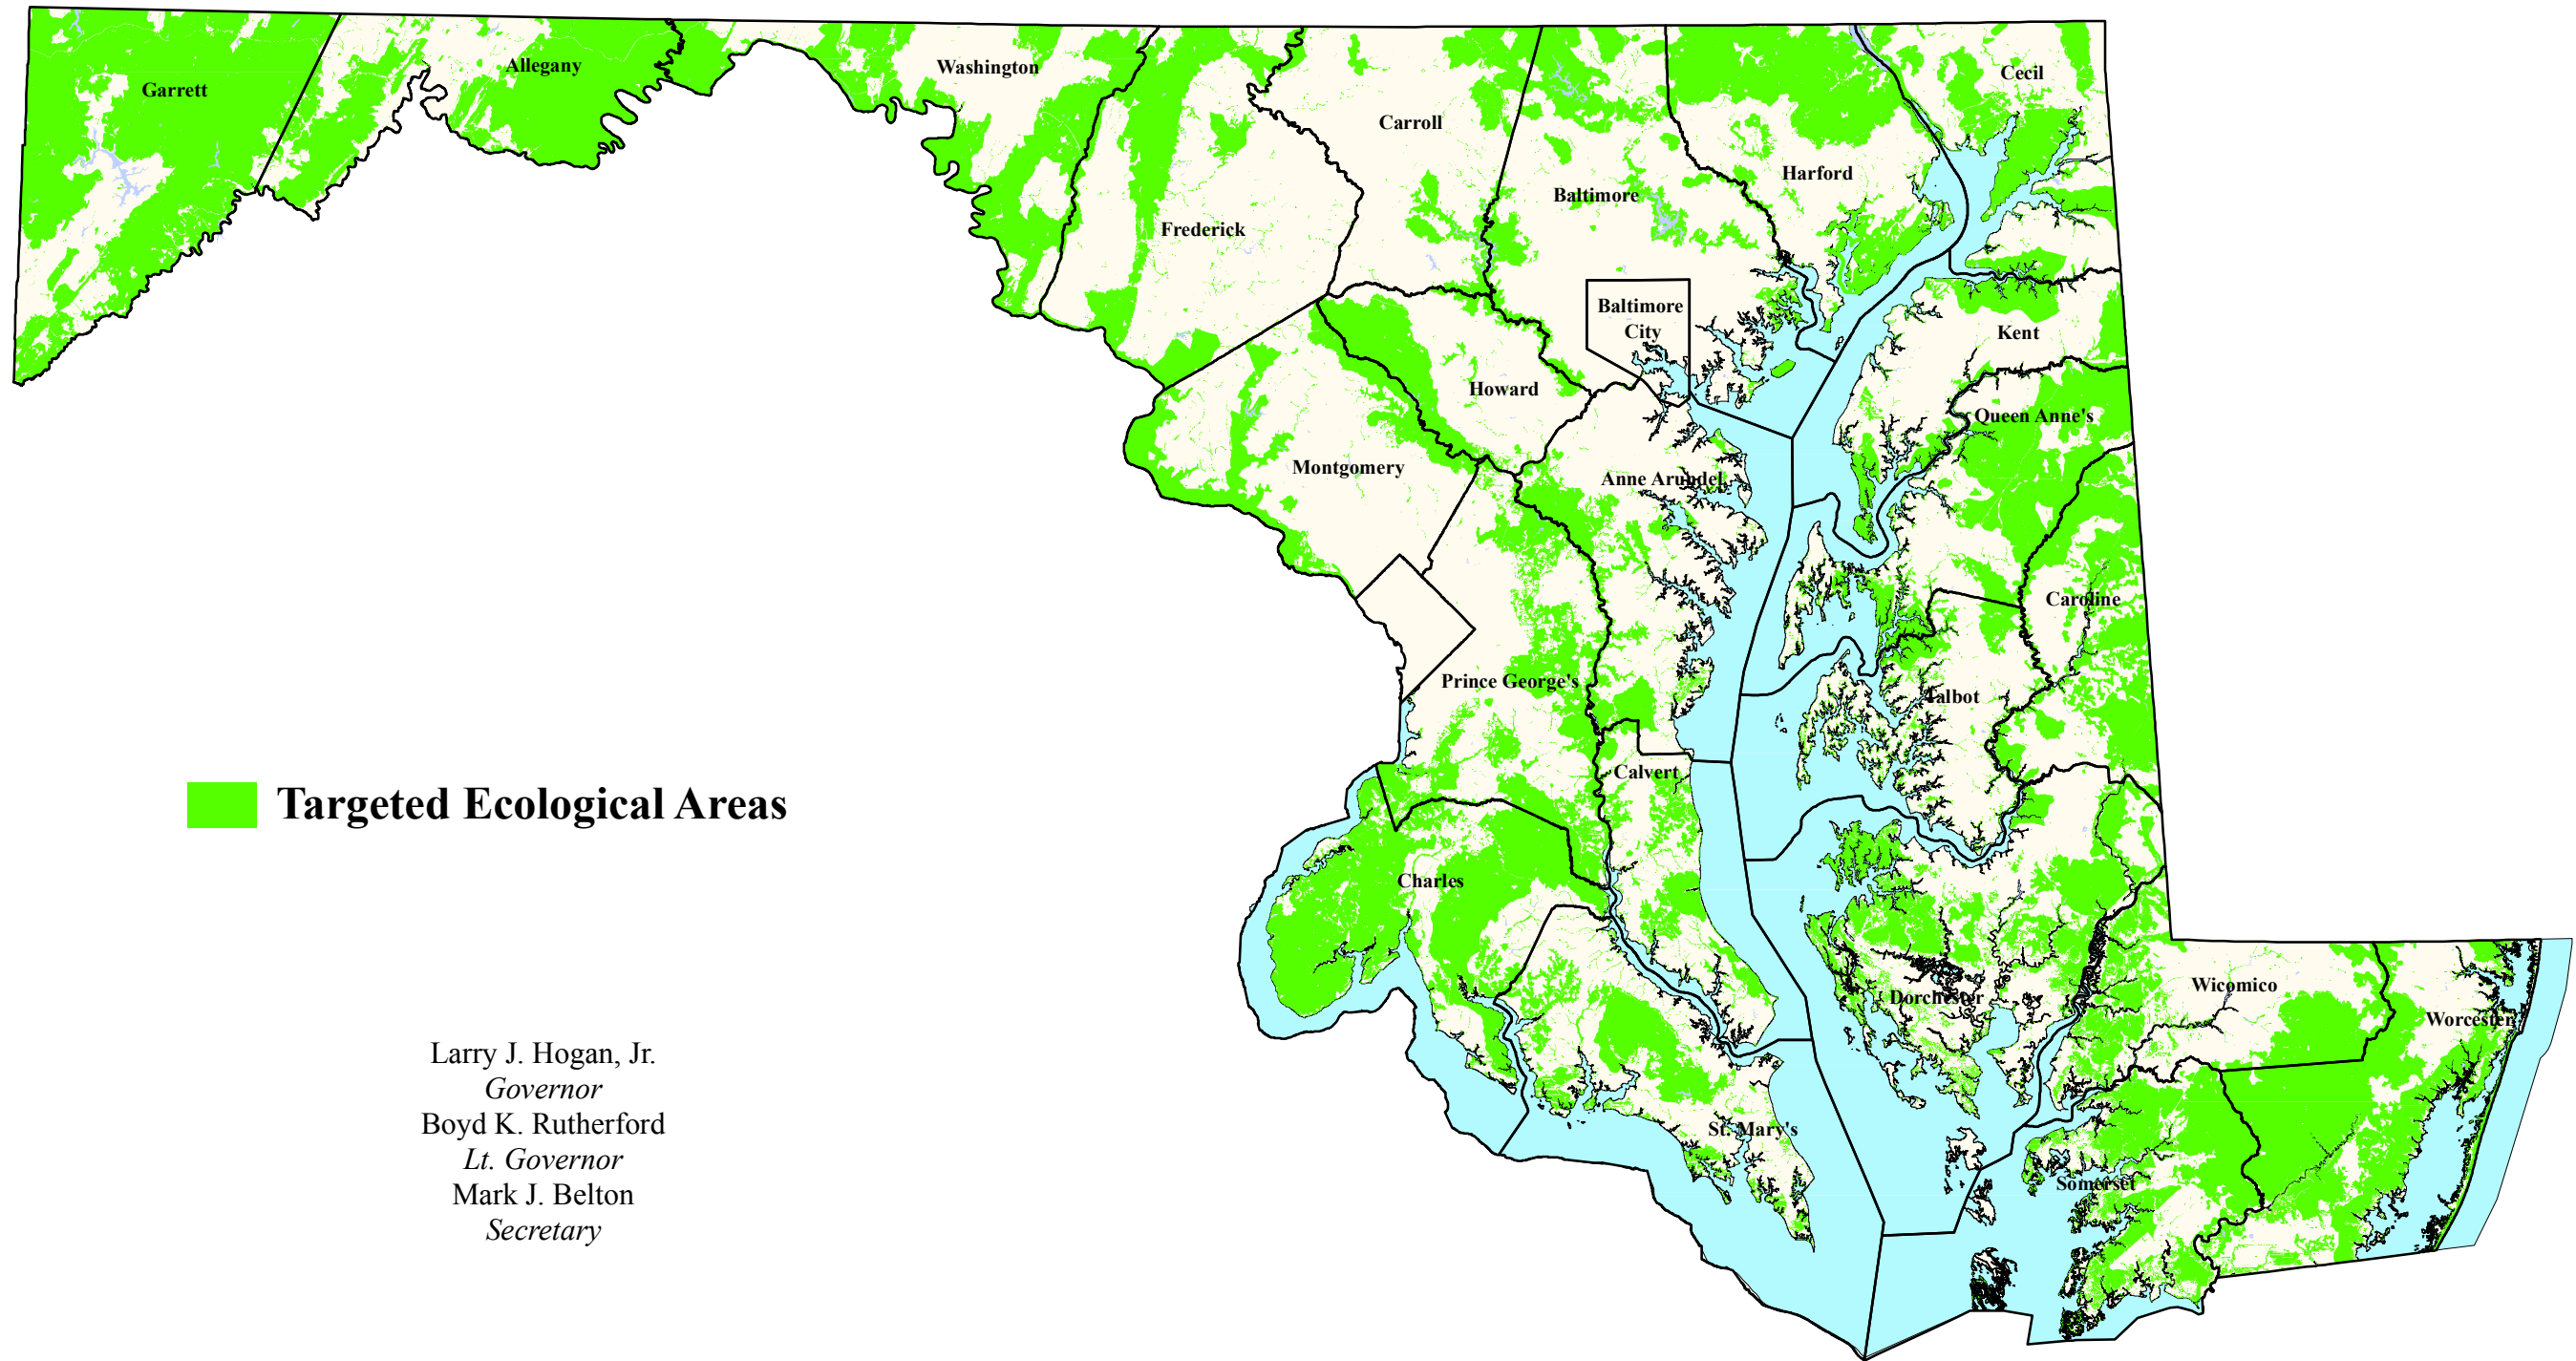 Garrett
Allegany
Washington
Frederick
Carroll
Baltimore
Harford
Cecil
Baltimore
City
Kent
Howard
Queen Anne's
Montgomery
Anne Arundel
Caroline
Prince George's
Talbot
Calvert
Charles
Dorchester
Wicomico
Worcester
St. Mary's
Somerset
Targeted Ecological Areas
Larry J. Hogan, Jr.
Governor
Boyd K. Rutherford
Lt. Governor
Mark J. Belton
Secretary